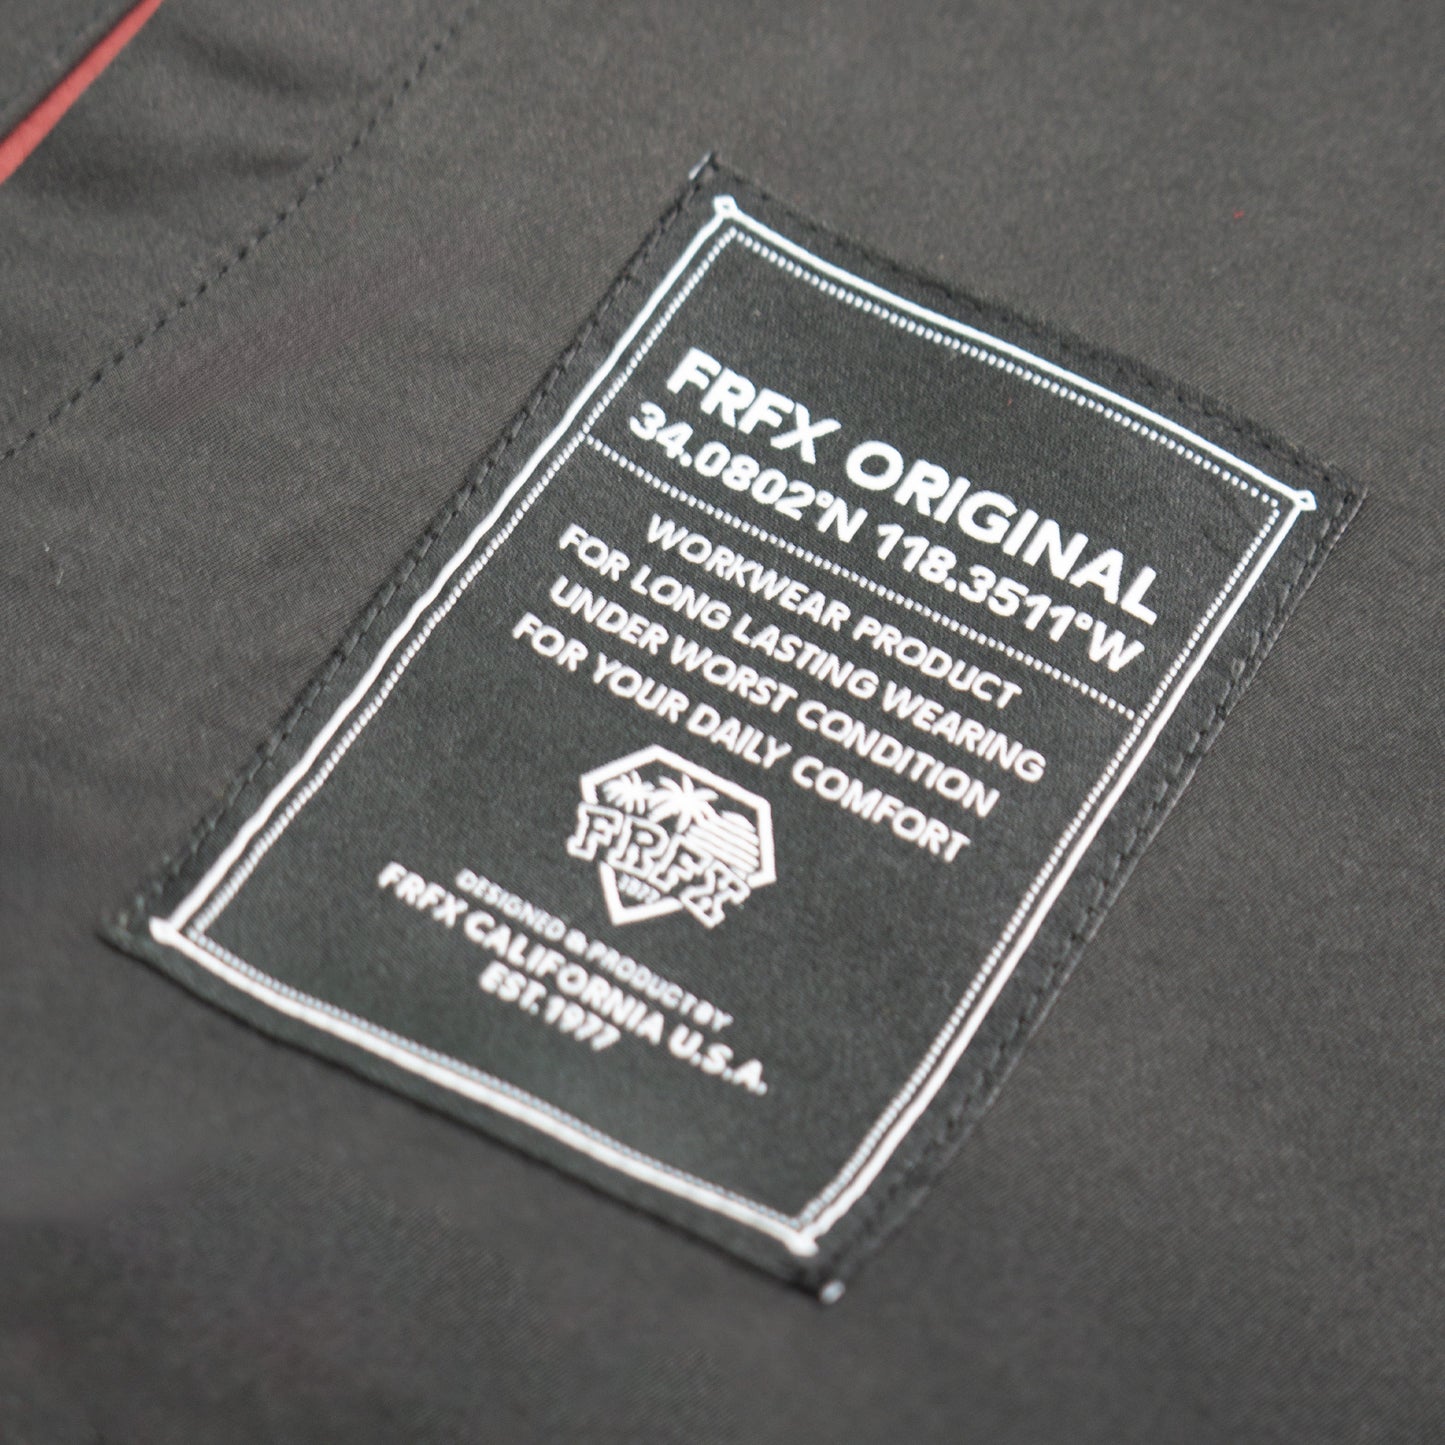 FRFX ORIGINAL
34.0802°N 118.3511°W
WORKWEAR PRODUCT
FOR LONG LASTING WEARING
UNDER WORST CONDITION
FOR YOUR DAILY COMFORT
FRFX
1977
DESIGNED & PRODUCT BY
FRFX CALIFORNIA U.S.A.
EST. 1977